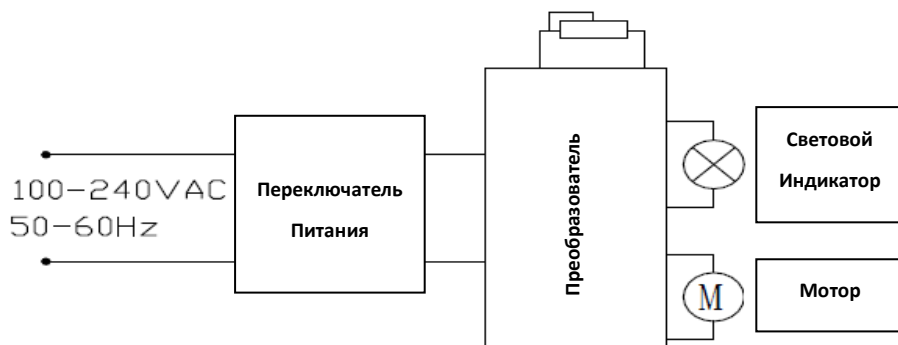 100-240VAC
50-60Hz
Переключатель
Питания
Преобразователь
Световой
Индикатор
M
Мотор